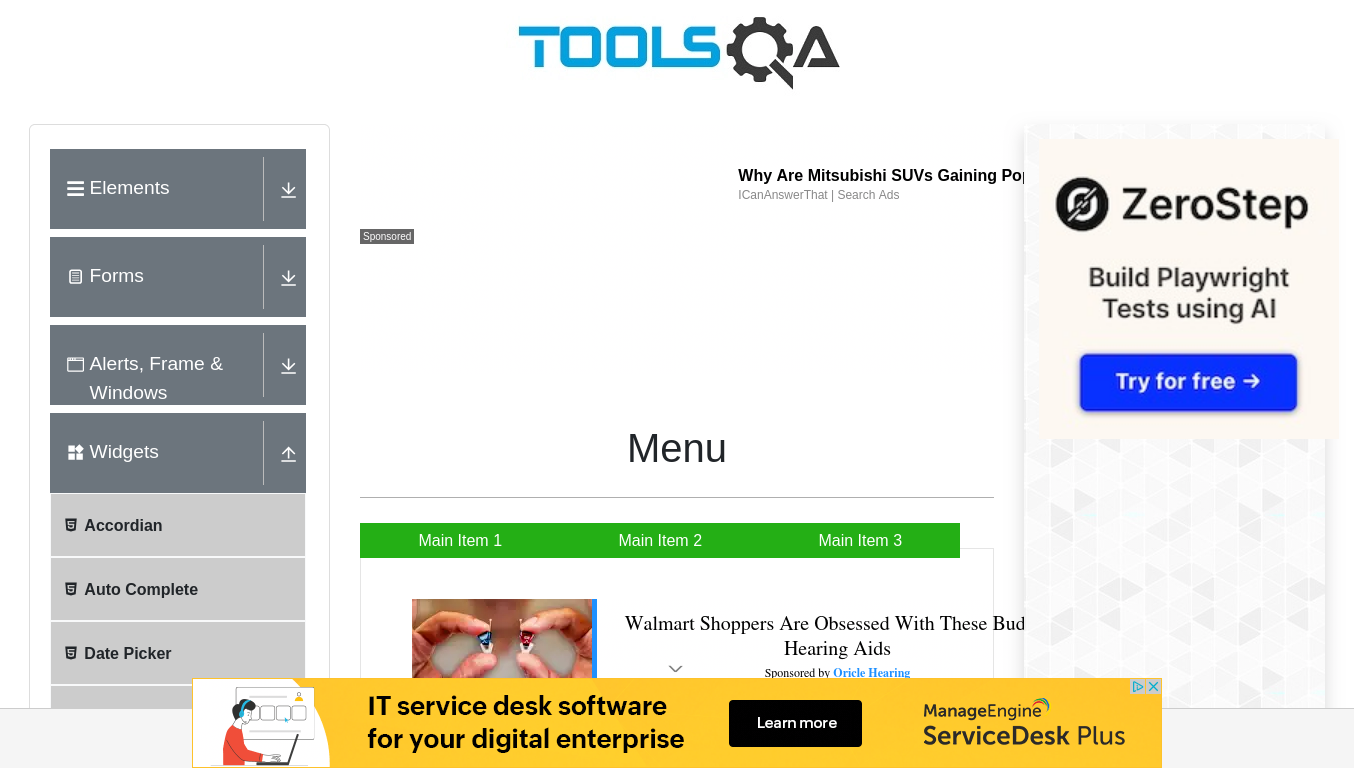 TOOLSQA
Elements
Forms
Alerts, Frame &
Windows
Widgets
Accordian
Auto Complete
Date Picker
Why Are Mitsubishi SUVs Gaining Pop
ICanAnswerThat | Search Ads
Sponsored
Menu
Main Item 1
Main Item 2
Main Item 3
Walmart Shoppers Are Obsessed With These Bud
Hearing Aids
Sponsored by Oricle Hearing
ZeroStep
Build Playwright
Tests using AI
Try for free →
IT service desk software
for your digital enterprise
Learn more
ManageEngine
ServiceDesk Plus